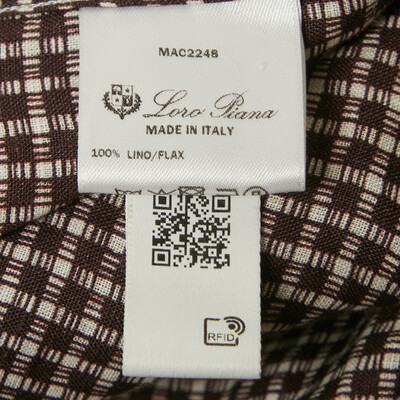 MAC2248
Loro Piana
MADE IN ITALY
100% LINO/FLAX
RFID